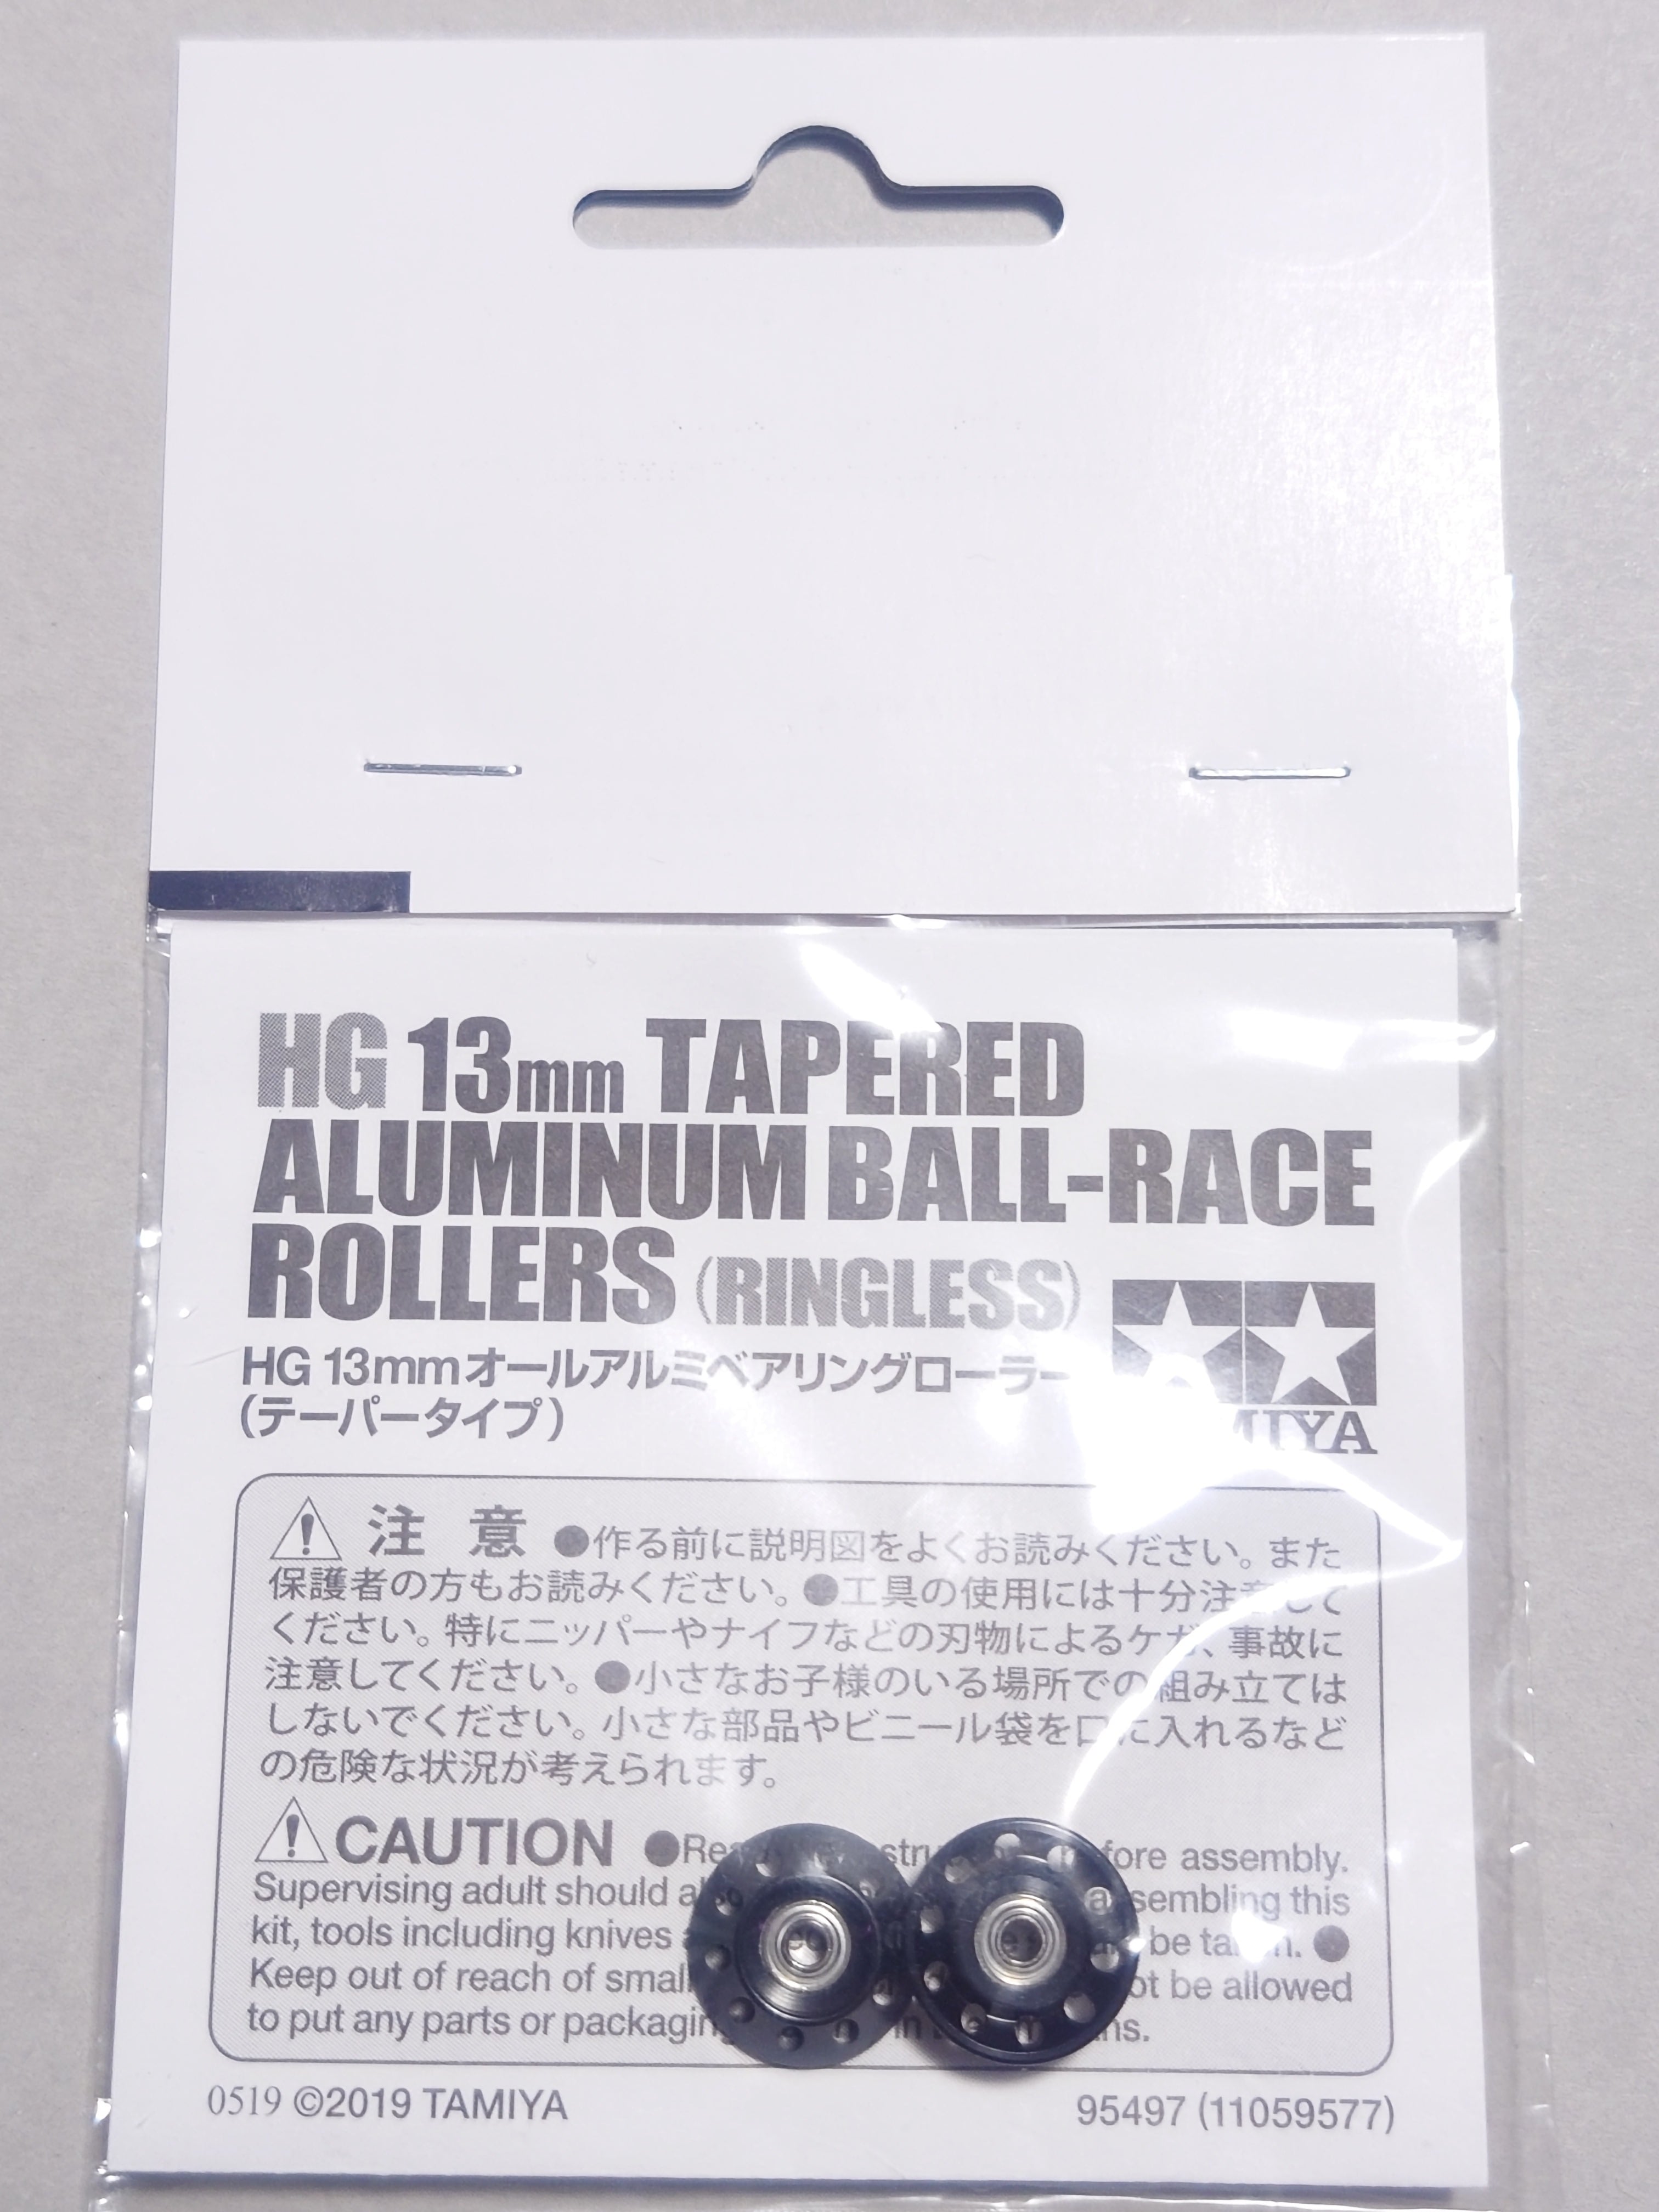 HG 13mm TAPERED
ALUMINUM BALL-RACE
ROLLERS (RINGLESS)
HG 13mmオールアルミベアリングローラー
(テーパータイプ)
MIYA
注 意 ●作る前に説明図をよくお読みください。また
保護者の方もお読みください。●工具の使用には十分注意して
ください。特にニッパーやナイフなどの刃物によるケガ、事故に
注意してください。●小さなお子様のいる場所での組み立ては
しないでください。小さな部品やビニール袋を口に入れるなど
の危険な状況が考えられます。
CAUTION ●Read before assembly.
Supervising adult should assembling this
kit, tools including knives be taken. ●
Keep out of reach of small not be allowed
to put any parts or packaging in
0519 ©2019 TAMIYA
95497 (11059577)